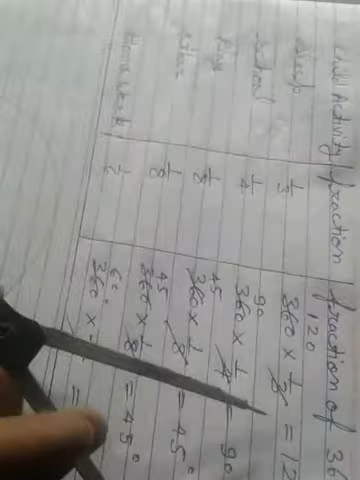 Child Activity fraction fraction of 36
120
Sleep 1/3 360 × 1/3 = 12
90
School 1/4 360 × 1/4 = 90
45
Play 1/8 360 × 1/8 = 45°
45
1/8 360 × 1/8 = 45°
60°
Home work 1/6 360 × =